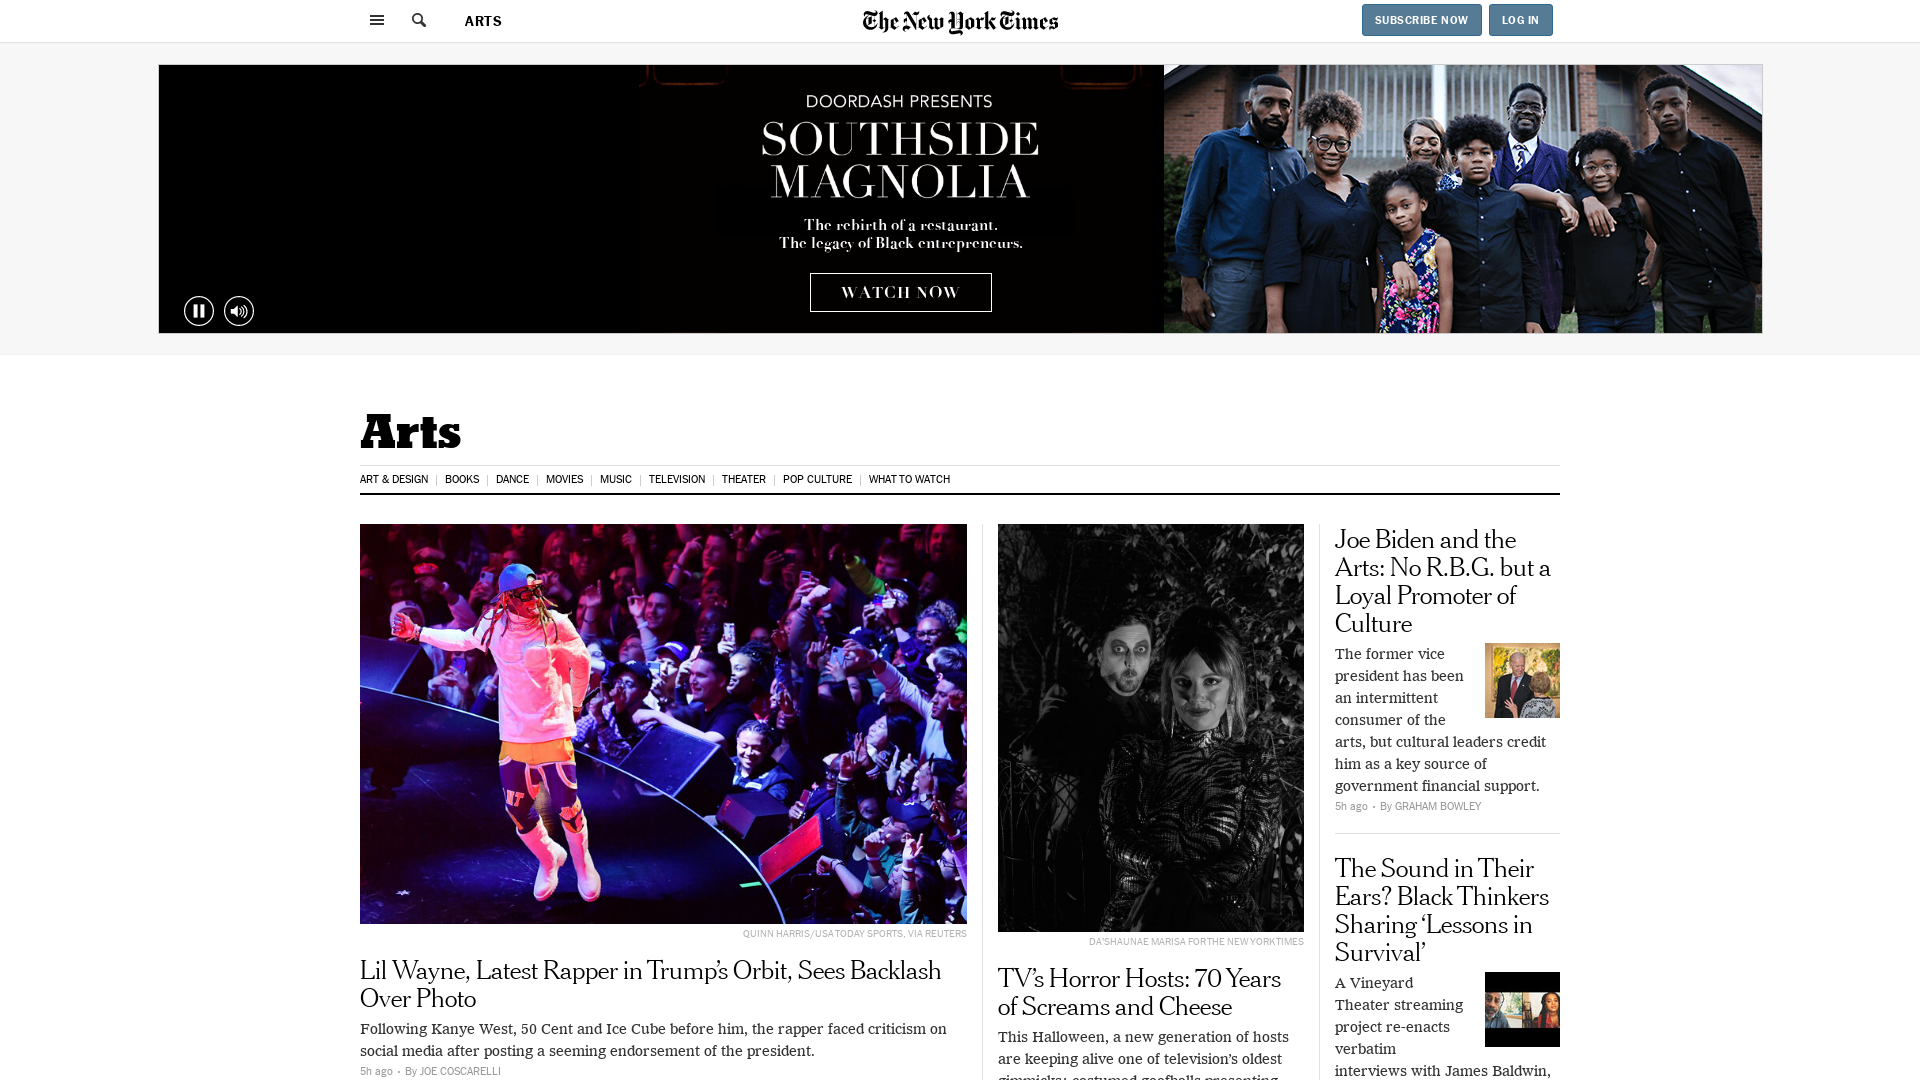 ARTS
The New York Times
SUBSCRIBE NOW
LOG IN
DOORDASH PRESENTS
SOUTHSIDE
MAGNOLIA
The rebirth of a restaurant.
The legacy of Black entrepreneurs.
WATCH NOW
Arts
ART & DESIGN
BOOKS
DANCE
MOVIES
MUSIC
TELEVISION
THEATER
POP CULTURE
WHAT TO WATCH
QUINN HARRIS/USA TODAY SPORTS, VIA REUTERS
Lil Wayne, Latest Rapper in Trump’s Orbit, Sees Backlash
Over Photo
Following Kanye West, 50 Cent and Ice Cube before him, the rapper faced criticism on
social media after posting a seeming endorsement of the president.
5h ago • By JOE COSCARELLI
DA'SHAUNAE MARISA FOR THE NEW YORK TIMES
TV’s Horror Hosts: 70 Years
of Screams and Cheese
This Halloween, a new generation of hosts
are keeping alive one of television’s oldest
gimmicks: costumed goofballs presenting
Joe Biden and the
Arts: No R.B.G. but a
Loyal Promoter of
Culture
The former vice
president has been
an intermittent
consumer of the
arts, but cultural leaders credit
him as a key source of
government financial support.
5h ago • By GRAHAM BOWLEY
The Sound in Their
Ears? Black Thinkers
Sharing ‘Lessons in
Survival’
A Vineyard
Theater streaming
project re-enacts
verbatim
interviews with James Baldwin,